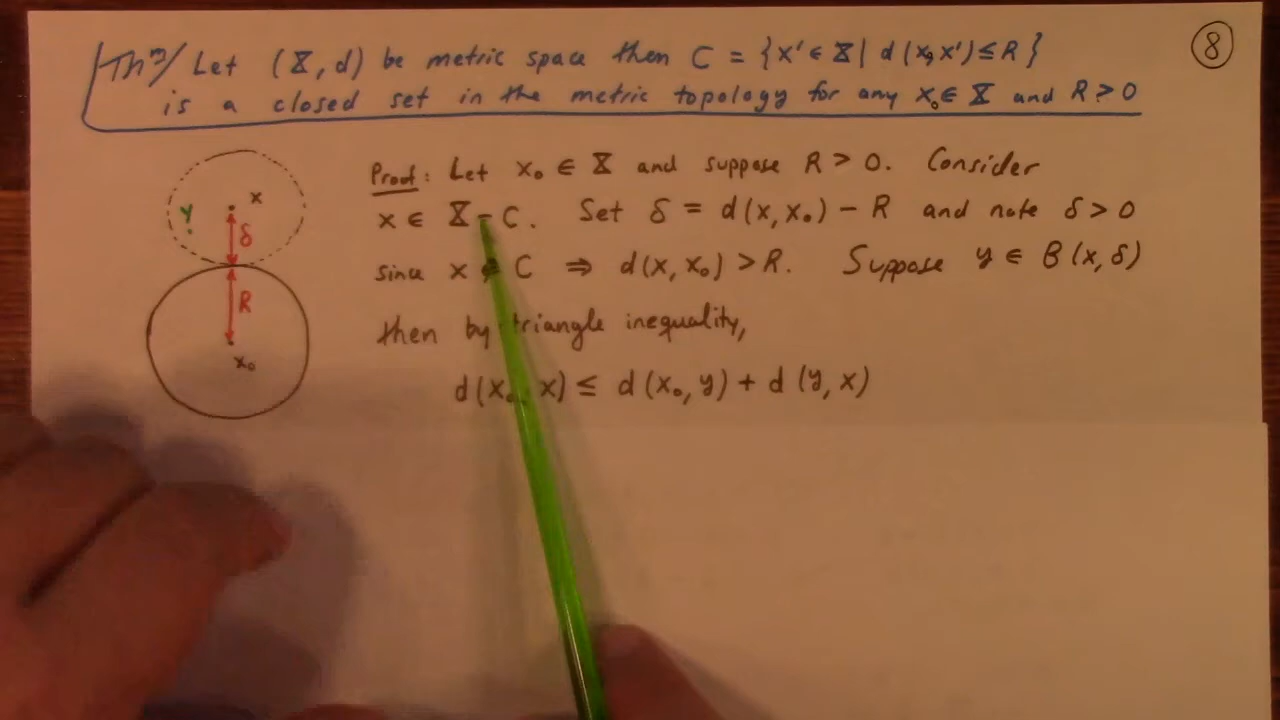 8
Thm/ Let (X, d) be metric space then C = {x' ∈ X | d(x₀, x') ≤ R}
is a closed set in the metric topology for any x₀ ∈ X and R > 0
Proof: Let x₀ ∈ X and suppose R > 0. Consider
x ∈ X - C. Set δ = d(x, x₀) - R and note δ > 0
since x ∉ C ⇒ d(x, x₀) > R. Suppose y ∈ B(x, δ)
then by triangle inequality,
d(x₀, x) ≤ d(x₀, y) + d(y, x)
x
y
δ
R
x₀